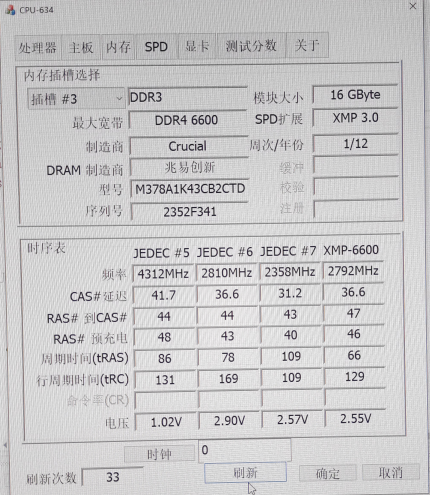 CPU-634
处理器 主板 内存 SPD 显卡 测试分数 关于
内存插槽选择
插槽 #3 DDR3 模块大小 16 GByte
最大宽带 DDR4 6600 SPD扩展 XMP 3.0
制造商 Crucial 周次/年份 1/12
DRAM 制造商 兆易创新 缓冲
型号 M378A1K43CB2CTD 校验
序列号 2352F341 注册
时序表
JEDEC #5 JEDEC #6 JEDEC #7 XMP-6600
频率 4312MHz 2810MHz 2358MHz 2792MHz
CAS# 延迟 41.7 36.6 31.2 36.6
RAS# 到CAS# 44 44 43 47
RAS# 预充电 48 43 40 46
周期时间(tRAS) 86 78 109 66
行周期时间(tRC) 131 169 109 129
命令率(CR)
电压 1.02V 2.90V 2.57V 2.55V
时钟 0
刷新次数 33 刷新 确定 取消